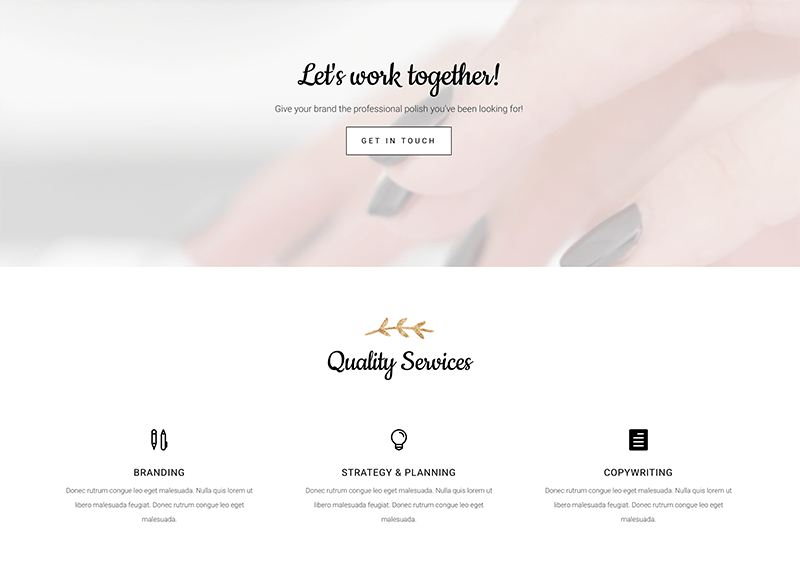 Let's work together!
Give your brand the professional polish you've been looking for!
GET IN TOUCH
Quality Services
BRANDING
Donec rutrum congue leo eget malesuada. Nulla quis lorem ut
libero malesuada feugiat. Donec rutrum congue leo eget
malesuada.
STRATEGY & PLANNING
Donec rutrum congue leo eget malesuada. Nulla quis lorem ut
libero malesuada feugiat. Donec rutrum congue leo eget
malesuada.
COPYWRITING
Donec rutrum congue leo eget malesuada. Nulla quis lorem ut
libero malesuada feugiat. Donec rutrum congue leo eget
malesuada.